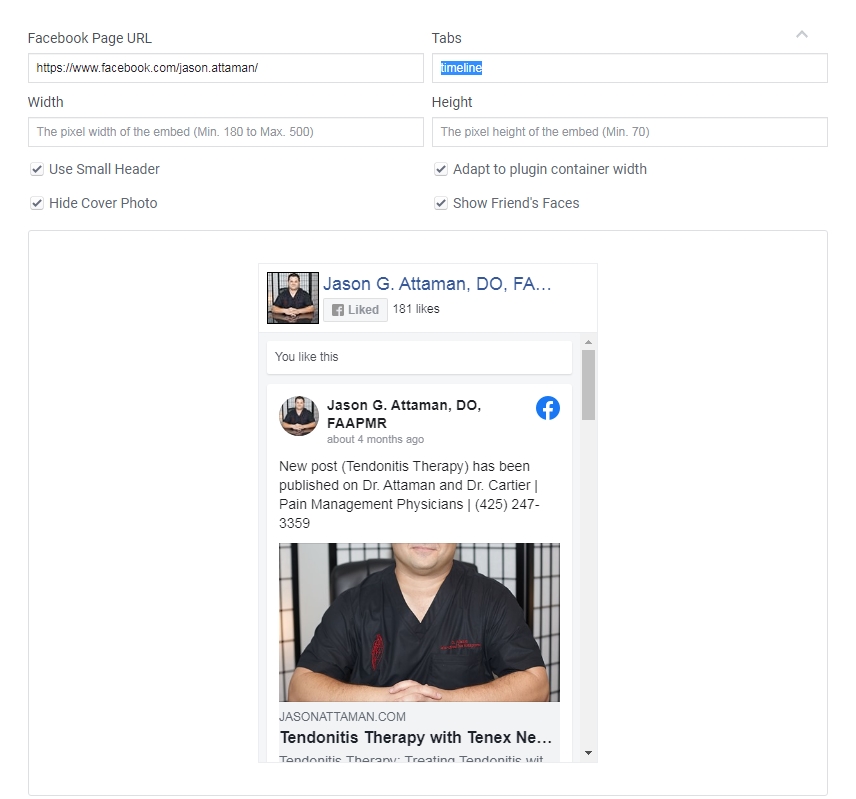 Facebook Page URL
Tabs
https://www.facebook.com/jason.attaman/
timeline
Width
Height
The pixel width of the embed (Min. 180 to Max. 500)
The pixel height of the embed (Min. 70)
Use Small Header
Adapt to plugin container width
Hide Cover Photo
Show Friend's Faces
Jason G. Attaman, DO, FA...
Liked
181 likes
You like this
Jason G. Attaman, DO,
FAAPMR
about 4 months ago
New post (Tendonitis Therapy) has been
published on Dr. Attaman and Dr. Cartier |
Pain Management Physicians | (425) 247-
3359
JASONATTAMAN.COM
Tendonitis Therapy with Tenex Ne...
Tendonitis Therapy: Treating Tendonitis wit